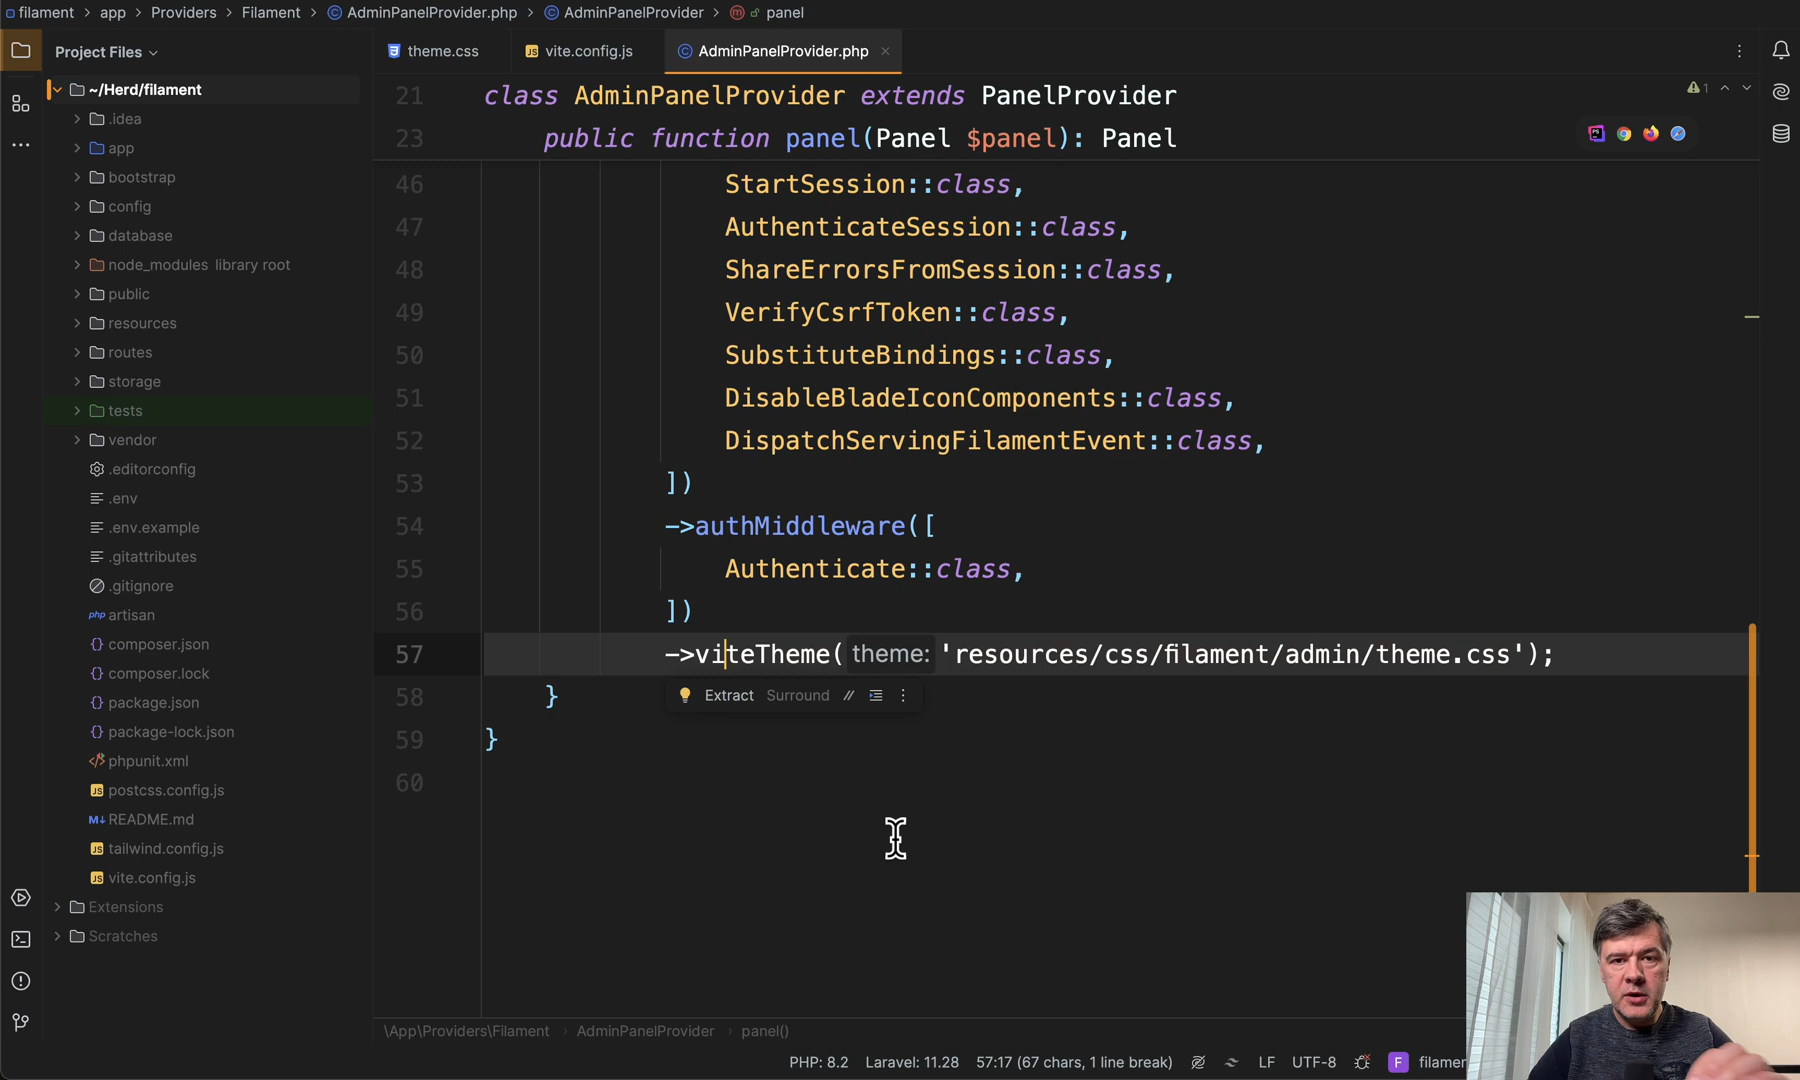 filament > app > Providers > Filament > AdminPanelProvider.php > AdminPanelProvider > panel
Project Files
theme.css
vite.config.js
AdminPanelProvider.php
~/Herd/filament
.idea
app
bootstrap
config
database
node_modules library root
public
resources
routes
storage
tests
vendor
.editorconfig
.env
.env.example
.gitattributes
.gitignore
php artisan
composer.json
composer.lock
package.json
package-lock.json
phpunit.xml
JS postcss.config.js
M↓ README.md
JS tailwind.config.js
JS vite.config.js
Extensions
Scratches
21 class AdminPanelProvider extends PanelProvider
1
23 public function panel(Panel $panel): Panel
46 StartSession::class,
47 AuthenticateSession::class,
48 ShareErrorsFromSession::class,
49 VerifyCsrfToken::class,
50 SubstituteBindings::class,
51 DisableBladeIconComponents::class,
52 DispatchServingFilamentEvent::class,
53 ])
54 ->authMiddleware([
55 Authenticate::class,
56 ])
57 ->viteTheme( theme: 'resources/css/filament/admin/theme.css');
58 }
Extract Surround //
59 }
60
\App\Providers\Filament > AdminPanelProvider > panel()
PHP: 8.2 Laravel: 11.28 57:17 (67 chars, 1 line break) LF UTF-8 F filamen